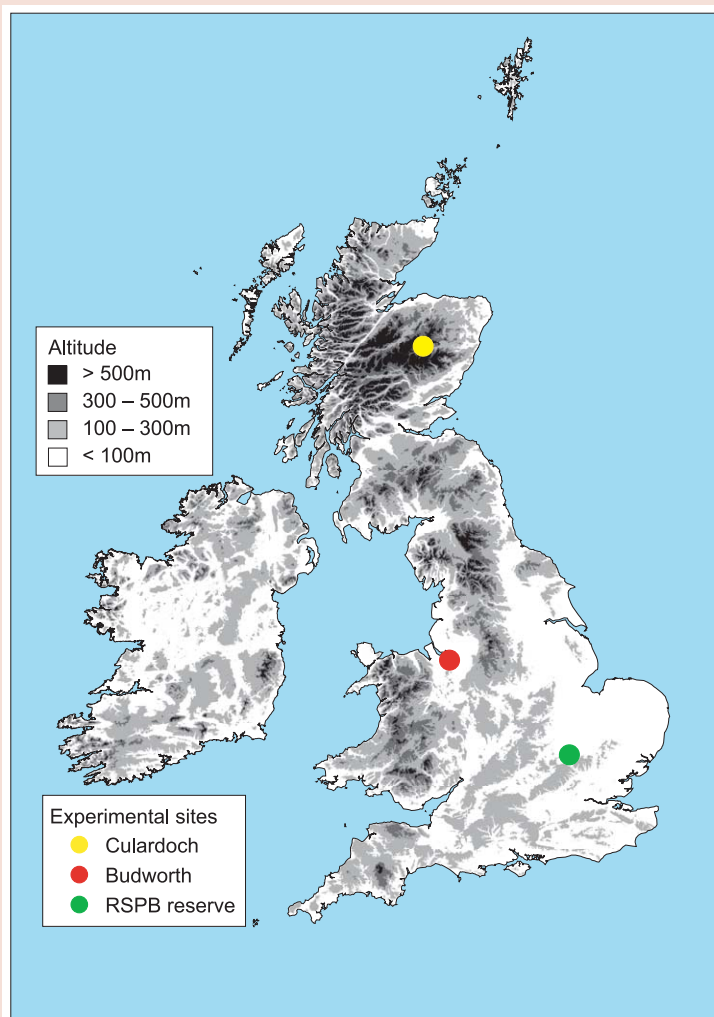 Altitude
> 500m
300 – 500m
100 – 300m
< 100m
Experimental sites
Culardoch
Budworth
RSPB reserve